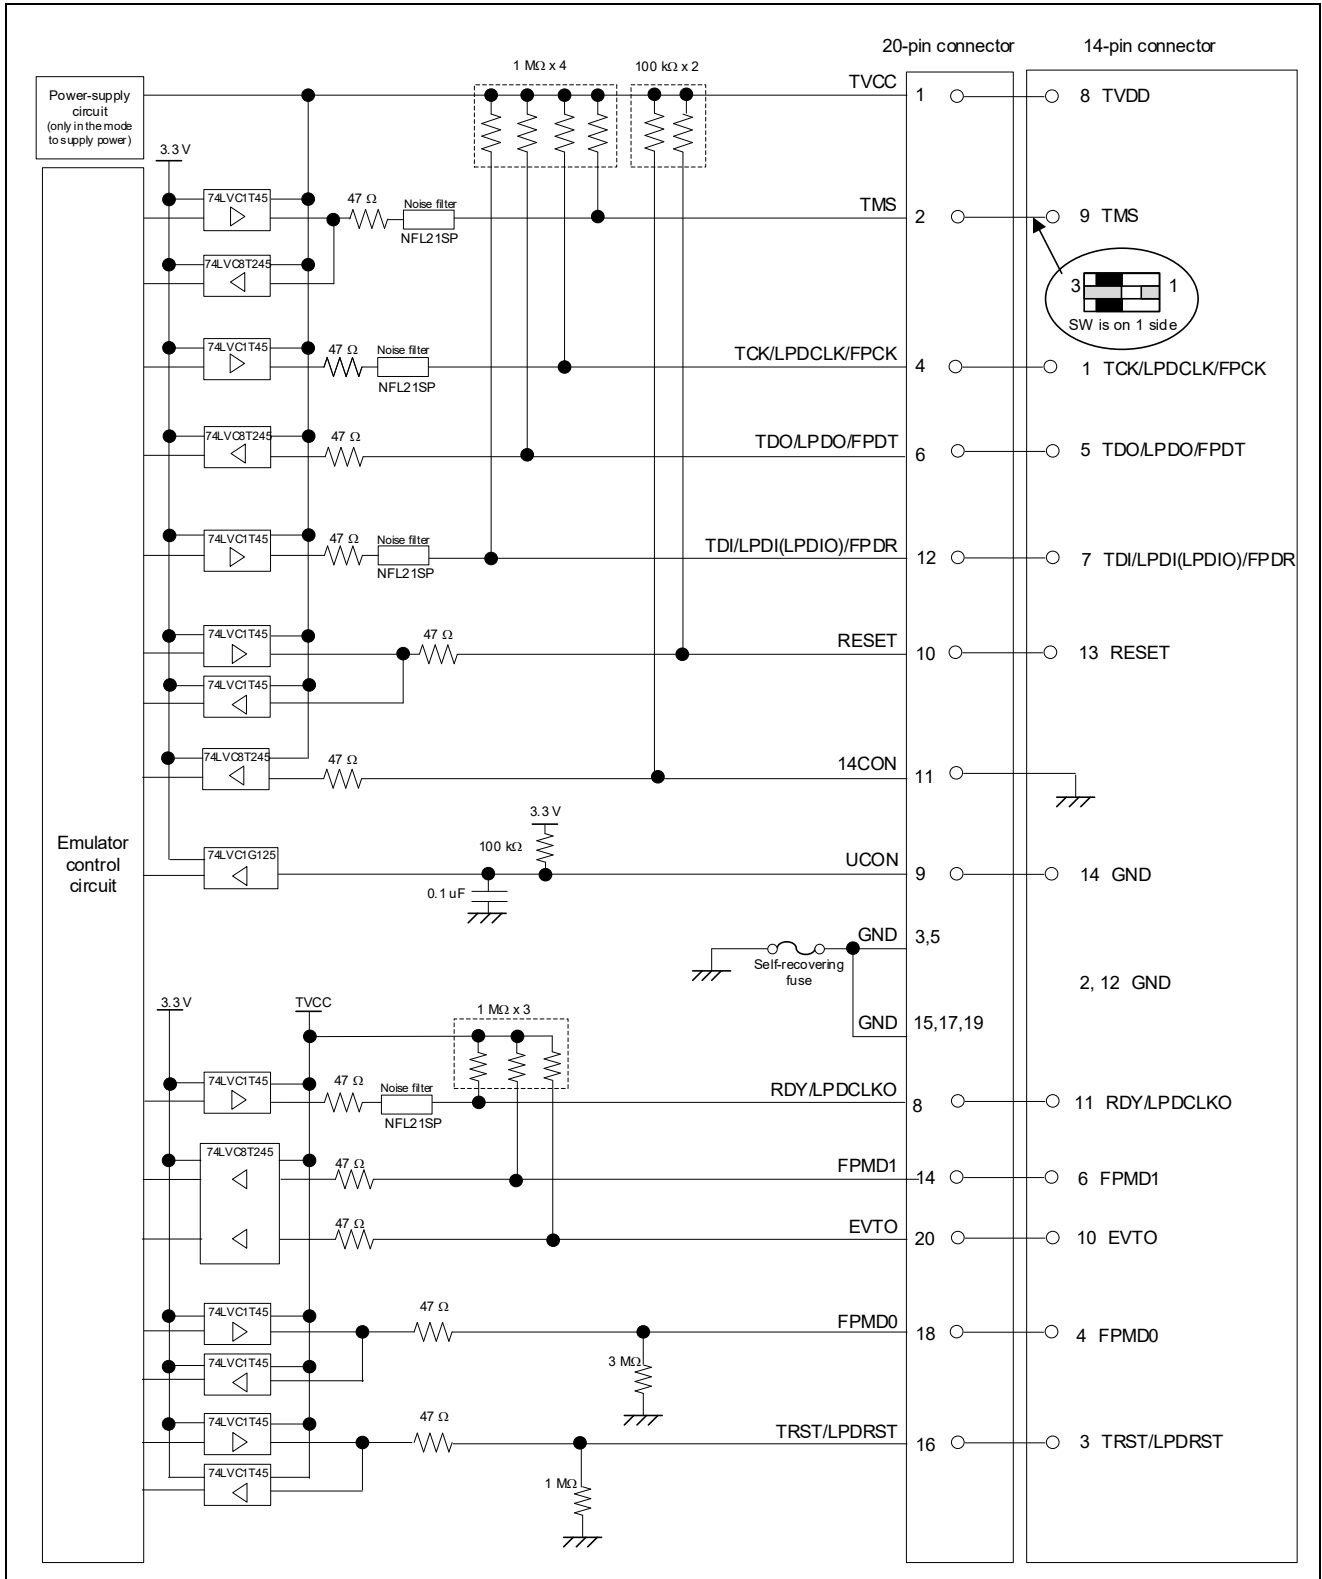 20-pin connector
14-pin connector
1 MΩ x 4
100 kΩ x 2
TVCC
1
8 TVDD
Power-supply
circuit
(only in the mode
to supply power)
3.3 V
74LVC1T45
47 Ω
Noise filter
NFL21SP
TMS
2
9 TMS
74LVC8T245
3
1
SW is on 1 side
74LVC1T45
47 Ω
Noise filter
NFL21SP
TCK/LPDCLK/FPCK
4
1 TCK/LPDCLK/FPCK
74LVC8T245
47 Ω
TDO/LPDO/FPDT
6
5 TDO/LPDO/FPDT
74LVC1T45
47 Ω
Noise filter
NFL21SP
TDI/LPDI(LPDIO)/FPDR
12
7 TDI/LPDI(LPDIO)/FPDR
74LVC1T45
47 Ω
RESET
10
13 RESET
74LVC1T45
74LVC8T245
47 Ω
14CON
11
Emulator
control
circuit
3.3 V
100 kΩ
74LVC1G125
0.1 uF
UCON
9
14 GND
GND
3,5
Self-recovering
fuse
2, 12 GND
GND
15,17,19
3.3 V
TVCC
1 MΩ x 3
74LVC1T45
47 Ω
Noise filter
NFL21SP
RDY/LPDCLKO
8
11 RDY/LPDCLKO
74LVC8T245
47 Ω
FPMD1
14
6 FPMD1
47 Ω
EVTO
20
10 EVTO
74LVC1T45
47 Ω
FPMD0
18
4 FPMD0
3 MΩ
74LVC1T45
74LVC1T45
47 Ω
TRST/LPDRST
16
3 TRST/LPDRST
74LVC1T45
1 MΩ